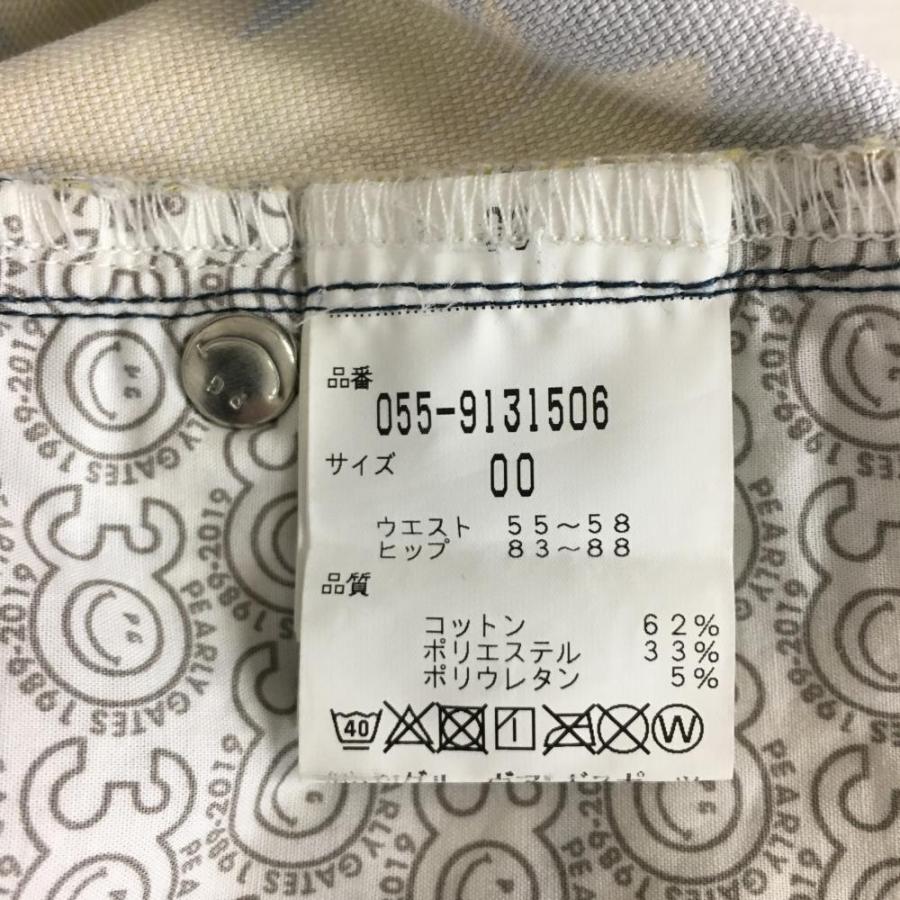 品番
055-9131506
サイズ
00
ウエスト 55～58
ヒップ 83～88
品質
コットン 62%
ポリエステル 33%
ポリウレタン 5%
40 W
PEARLY GATES 1989-2019
30
P G